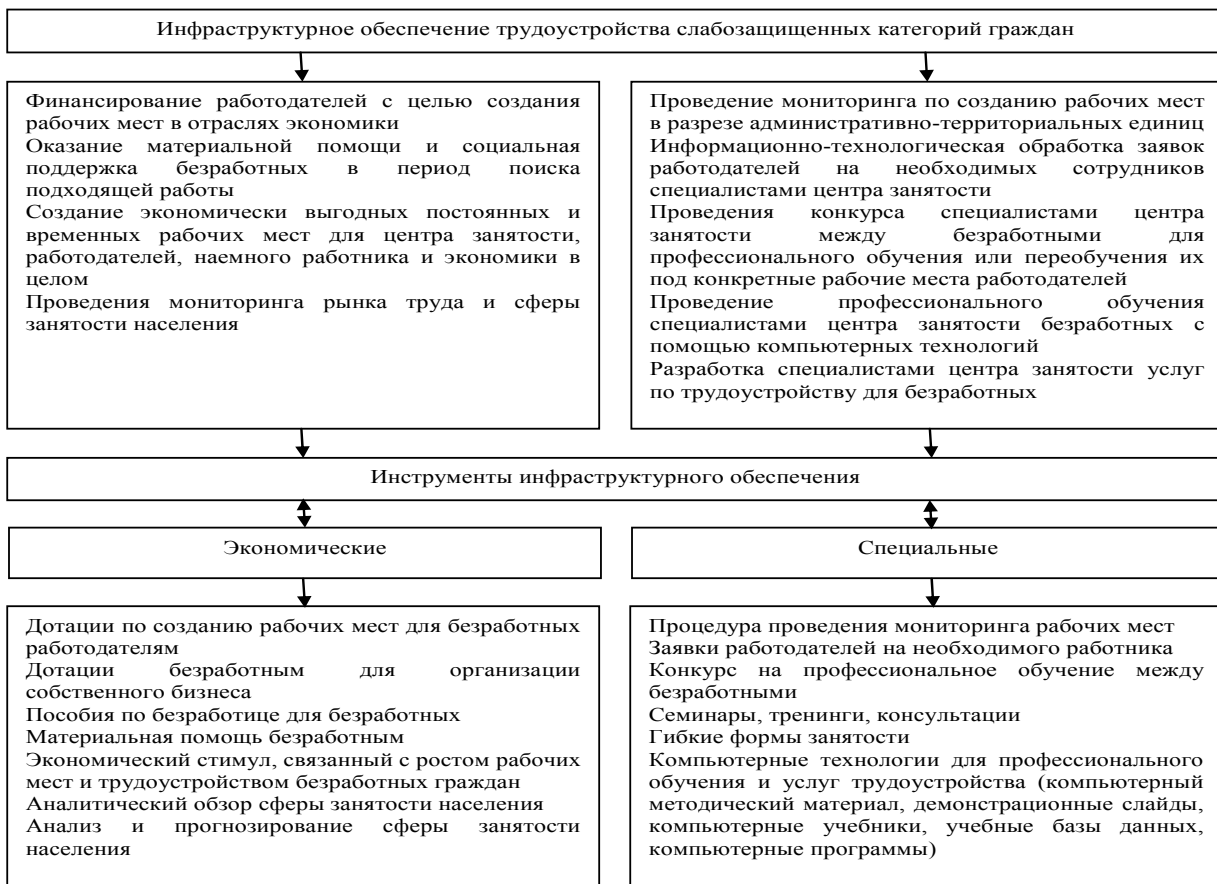 Инфраструктурное обеспечение трудоустройства слабозащищенных категорий граждан
Финансирование работодателей с целью создания
рабочих мест в отраслях экономики
Оказание материальной помощи и социальная
поддержка безработных в период поиска
подходящей работы
Создание экономически выгодных постоянных и
временных рабочих мест для центра занятости,
работодателей, наемного работника и экономики в
целом
Проведения мониторинга рынка труда и сферы
занятости населения
Проведение мониторинга по созданию рабочих мест
в разрезе административно-территориальных единиц
Информационно-технологическая обработка заявок
работодателей на необходимых сотрудников
специалистами центра занятости
Проведения конкурса специалистами центра
занятости между безработными для
профессионального обучения или переобучения их
под конкретные рабочие места работодателей
Проведение профессионального обучения
специалистами центра занятости безработных с
помощью компьютерных технологий
Разработка специалистами центра занятости услуг
по трудоустройству для безработных
Инструменты инфраструктурного обеспечения
Экономические
Специальные
Дотации по созданию рабочих мест для безработных
работодателям
Дотации безработным для организации
собственного бизнеса
Пособия по безработице для безработных
Материальная помощь безработным
Экономический стимул, связанный с ростом рабочих
мест и трудоустройством безработных граждан
Аналитический обзор сферы занятости населения
Анализ и прогнозирование сферы занятости
населения
Процедура проведения мониторинга рабочих мест
Заявки работодателей на необходимого работника
Конкурс на профессиональное обучение между
безработными
Семинары, тренинги, консультации
Гибкие формы занятости
Компьютерные технологии для профессионального
обучения и услуг трудоустройства (компьютерный
методический материал, демонстрационные слайды,
компьютерные учебники, учебные базы данных,
компьютерные программы)